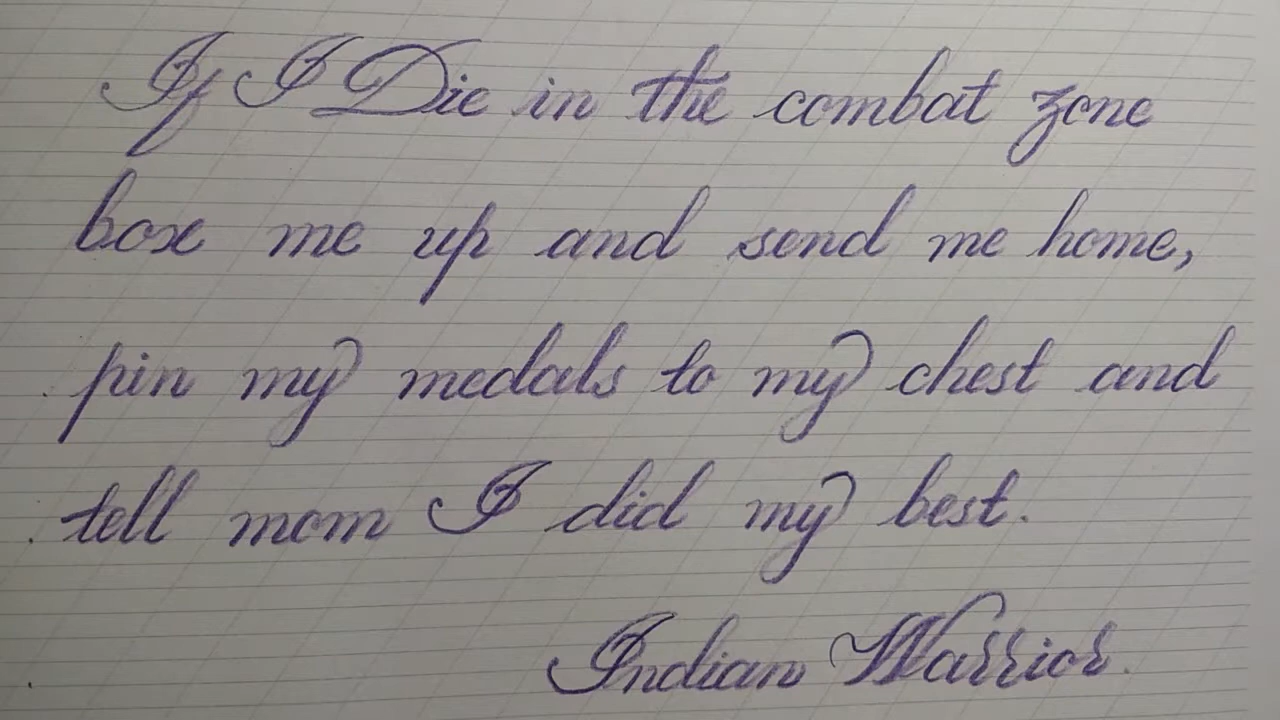 If I Die in the combat zone
box me up and send me home,
pin my medals to my chest and
tell mom I did my best.
Indian Warrior.